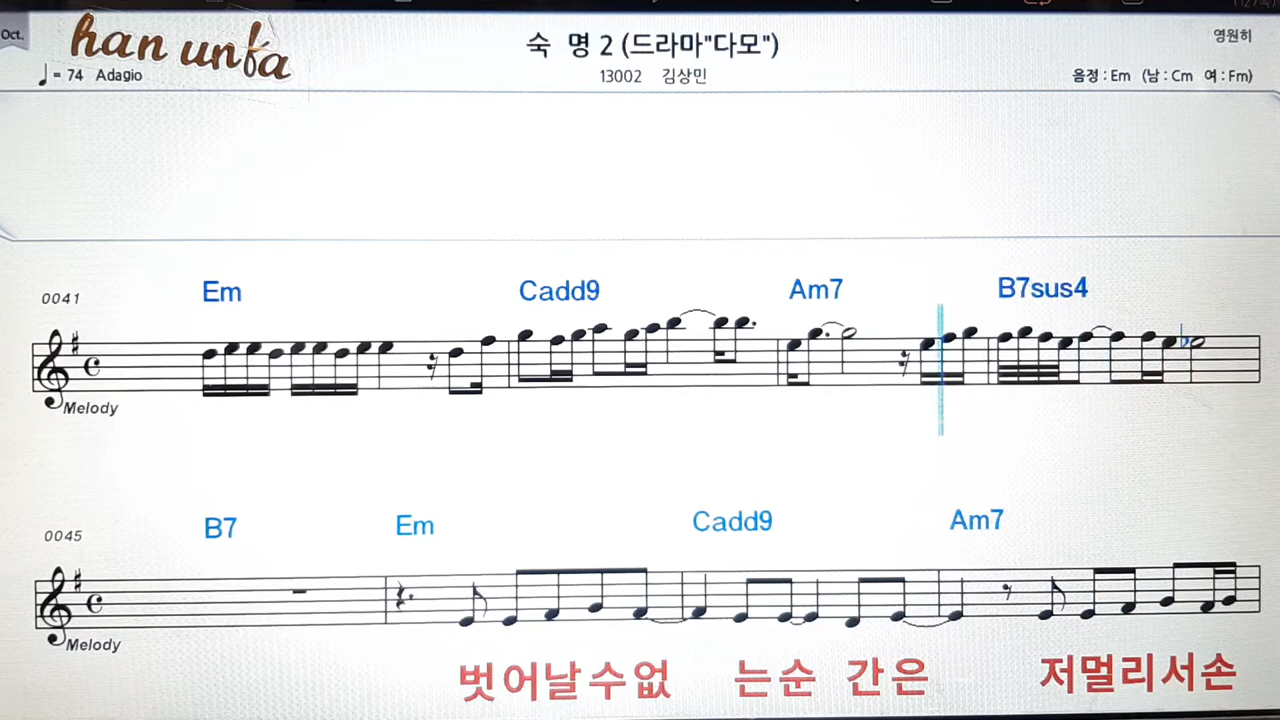 Oct.
han unfa
숙 명 2 (드라마"다모")
영원히
= 74 Adagio
13002 김상민
음정 : Em (남 : Cm 여 : Fm)
0041
Em Cadd9 Am7 B7sus4
Melody
0045
B7 Em Cadd9 Am7
Melody
벗어날수없 는순 간은 저멀리서손